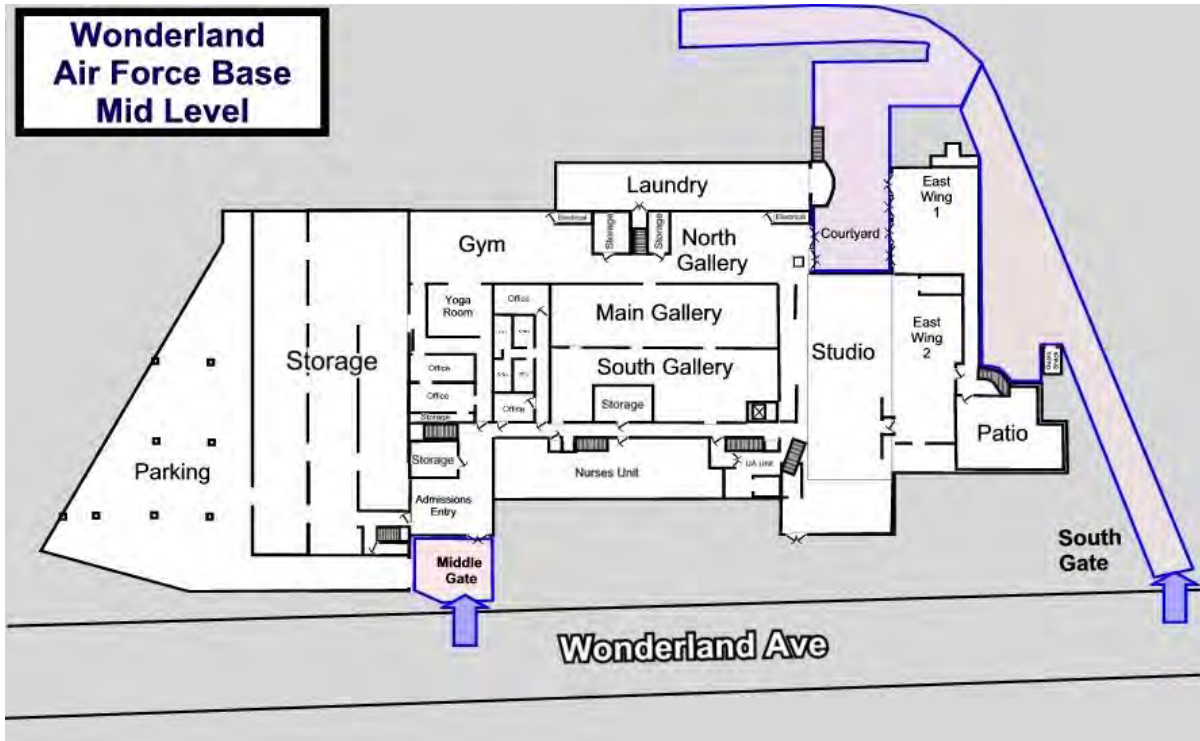 Wonderland
Air Force Base
Mid Level
Laundry
East
Wing
1
Electrical
Storage
Storage
Electrical
Courtyard
Gym
North
Gallery
Yoga
Room
Office
Main Gallery
East
Wing
2
Storage
Studio
Office
South Gallery
Guard Shack
Office
Storage
Office
Storage
Patio
Storage
Parking
Nurses Unit
UA Unit
Admissions
Entry
South
Gate
Middle
Gate
Wonderland Ave